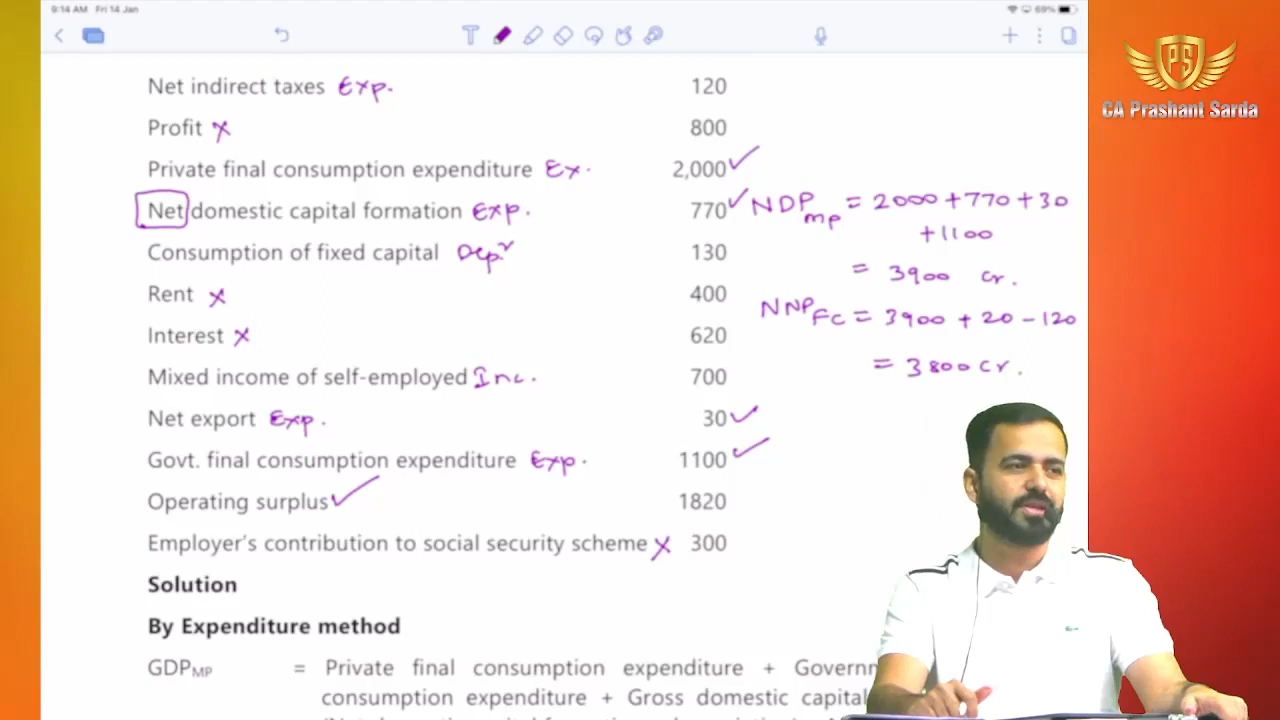 9:14 AM Fri 14 Jan
69%
PS
CA Prashant Sarda
Net indirect taxes Exp. 120
Profit x 800
Private final consumption expenditure Ex. 2,000 ✓
Net domestic capital formation Exp. 770 ✓
NDPmp = 2000 + 770 + 30
+1100
Consumption of fixed capital Depr 130
= 3900 cr.
Rent x 400
NNPFC = 3900 + 20 - 120
Interest x 620
= 3800 cr.
Mixed income of self-employed Inc. 700
Net export Exp. 30 ✓
Govt. final consumption expenditure Exp. 1100 ✓
Operating surplus ✓ 1820
Employer's contribution to social security scheme x 300
Solution
By Expenditure method
GDPMP = Private final consumption expenditure + Governm
consumption expenditure + Gross domestic capital